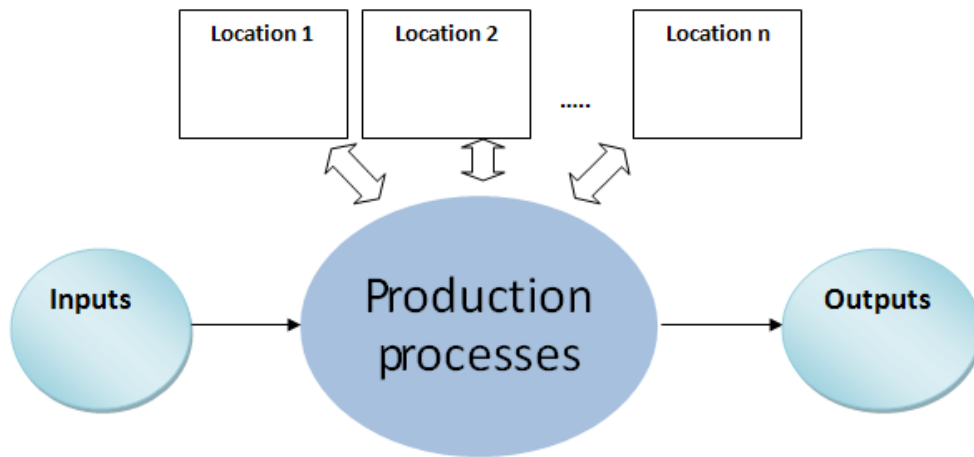 Location 1
Location 2
.....
Location n
Inputs
Production
processes
Outputs